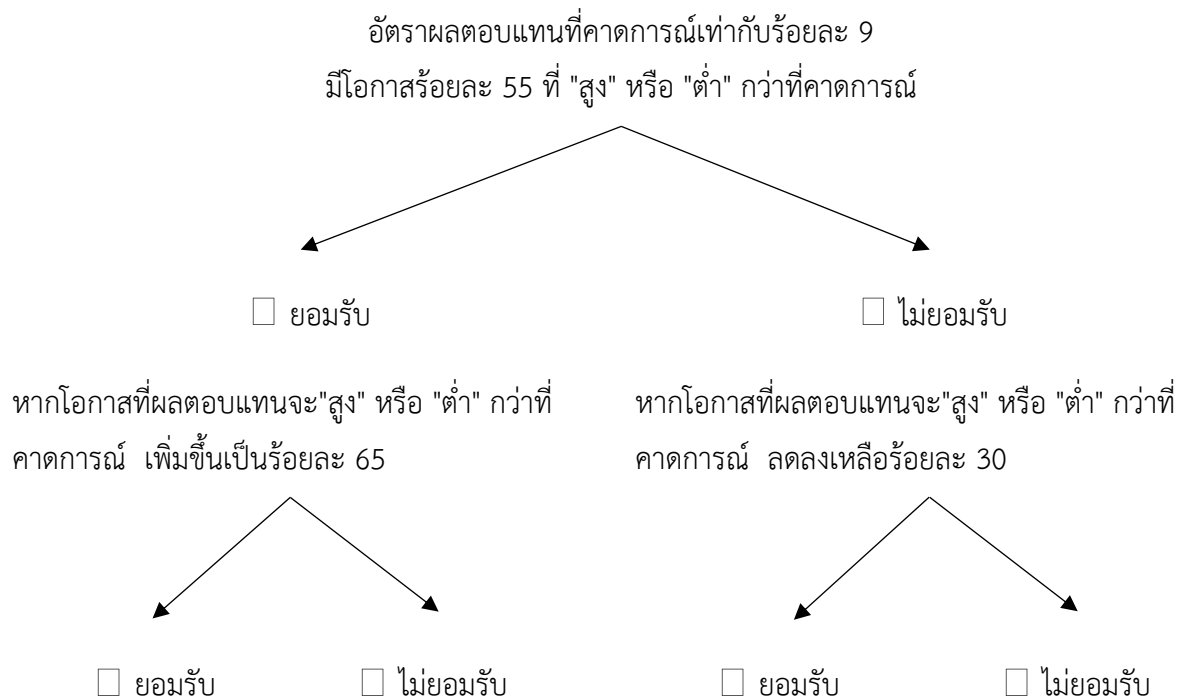 อัตราผลตอบแทนที่คาดการณ์เท่ากับร้อยละ 9
มีโอกาสร้อยละ 55 ที่ "สูง" หรือ "ต่ำ" กว่าที่คาดการณ์
☐ ยอมรับ
☐ ไม่ยอมรับ
หากโอกาสที่ผลตอบแทนจะ"สูง" หรือ "ต่ำ" กว่าที่
คาดการณ์ เพิ่มขึ้นเป็นร้อยละ 65
หากโอกาสที่ผลตอบแทนจะ"สูง" หรือ "ต่ำ" กว่าที่
คาดการณ์ ลดลงเหลือร้อยละ 30
☐ ยอมรับ
☐ ไม่ยอมรับ
☐ ยอมรับ
☐ ไม่ยอมรับ